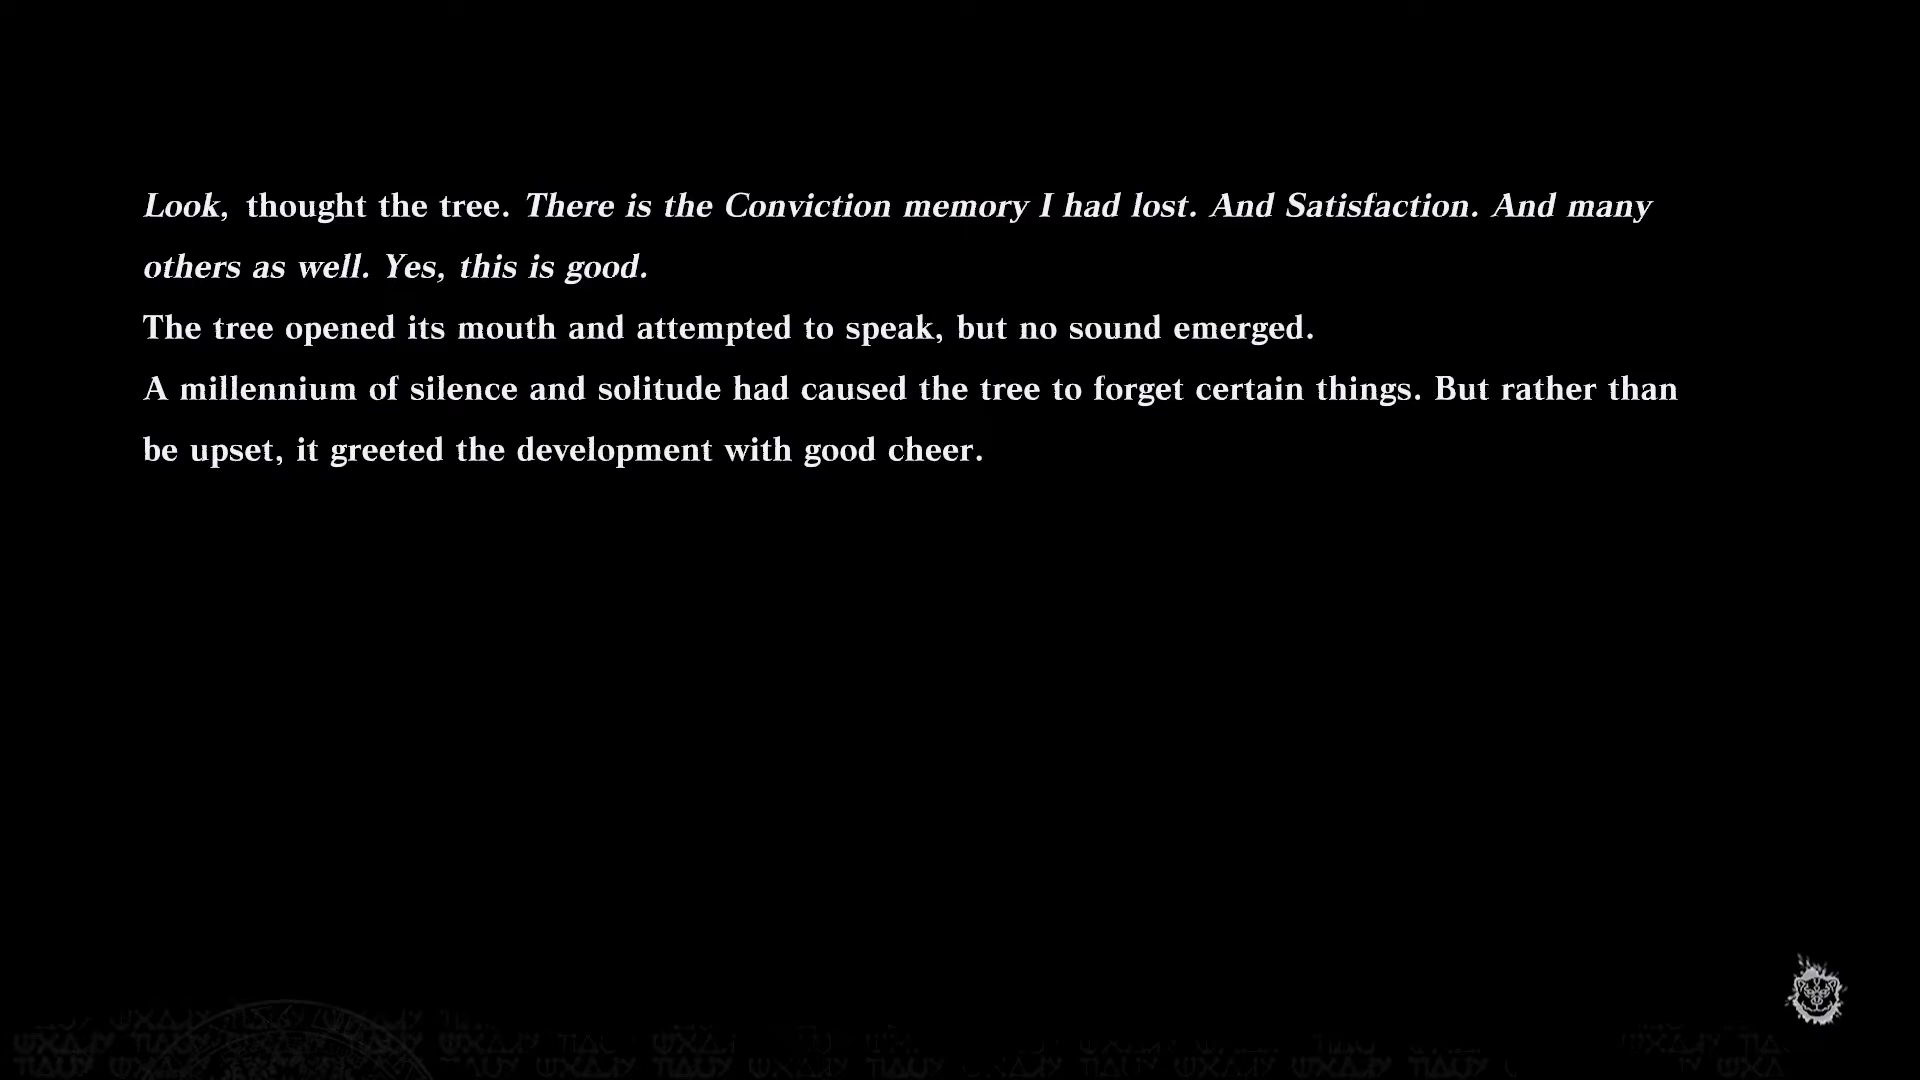 Look, thought the tree. There is the Conviction memory I had lost. And Satisfaction. And many
others as well. Yes, this is good.
The tree opened its mouth and attempted to speak, but no sound emerged.
A millennium of silence and solitude had caused the tree to forget certain things. But rather than
be upset, it greeted the development with good cheer.